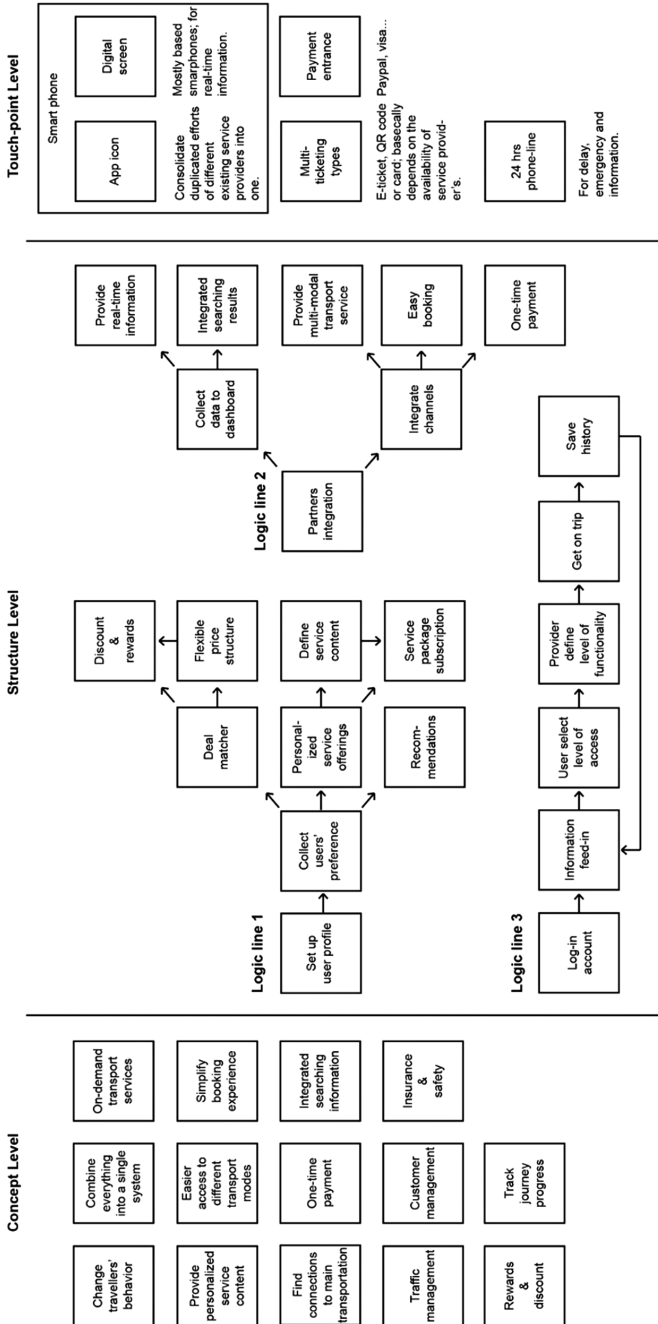 Concept Level
Change
travellers'
behavior
Combine
everything
into a single
system
On-demand
transport
services
Provide
personalized
service
content
Easier
access to
different
transport
modes
Simplify
booking
experience
Find
connections
to main
transportation
One-time
payment
Integrated
searching
information
Traffic
management
Customer
management
Insurance
&
safety
Rewards
&
discount
Track
journey
progress
Structure Level
Logic line 1
Set up
user profile
Collect
users'
preference
Deal
matcher
Discount
&
rewards
Flexible
price
structure
Personal-
ized
service
offerings
Define
service
content
Recom-
mendations
Service
package
subscription
Logic line 2
Partners
integration
Collect
data to
dashboard
Provide
real-time
information
Integrated
searching
results
Integrate
channels
Provide
multi-modal
transport
service
Easy
booking
One-time
payment
Logic line 3
Log-in
account
Information
feed-in
User select
level of
access
Provider
define
level of
functionality
Get on trip
Save
history
Touch-point Level
Smart phone
App icon
Digital
screen
Consolidate
duplicated efforts
of different
existing service
providers into
one.
Mostly based
smarphones; for
real-time
information.
Multi-
ticketing
types
Payment
entrance
E-ticket, QR code
or card; basecally
depends on the
availability of
service provid-
er's.
Paypal, visa...
24 hrs
phone-line
For delay,
emergency and
information.